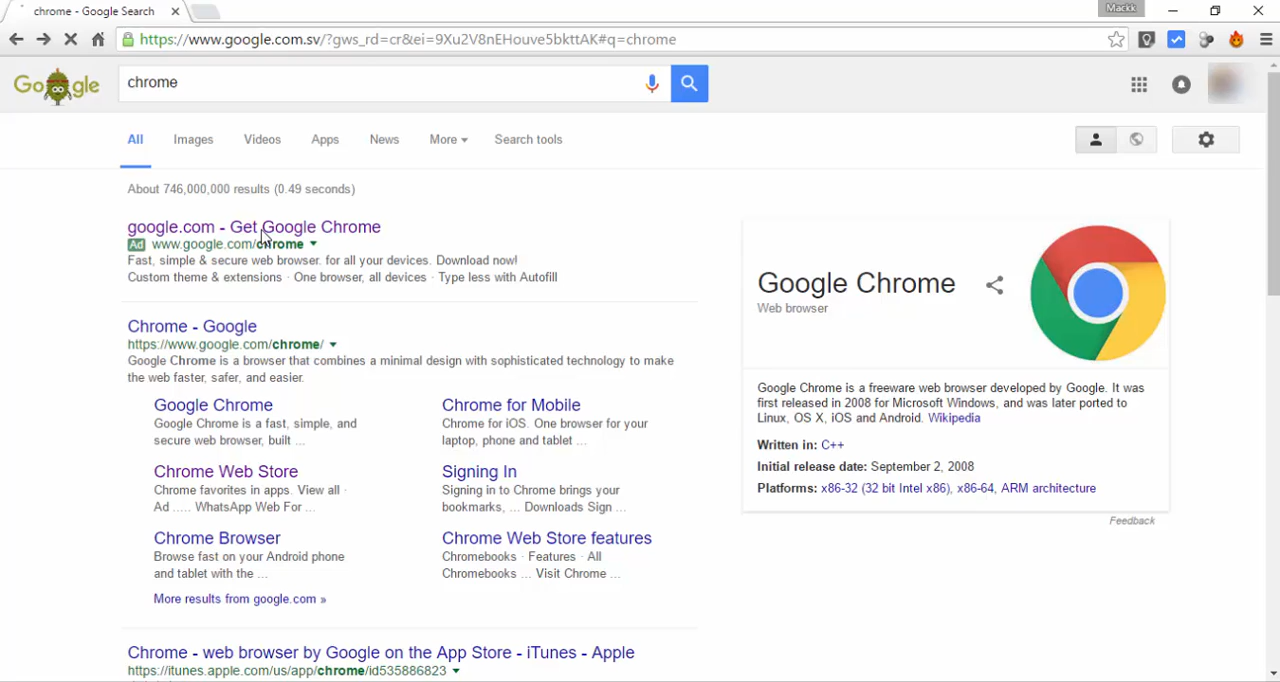 chrome - Google Search
Mackk
https://www.google.com.sv/?gws_rd=cr&ei=9Xu2V8nEHouve5bkttAK#q=chrome
Google
chrome
All Images Videos Apps News More Search tools
About 746,000,000 results (0.49 seconds)
google.com - Get Google Chrome
Ad www.google.com/chrome
Fast, simple & secure web browser. for all your devices. Download now!
Custom theme & extensions · One browser, all devices · Type less with Autofill
Chrome - Google
https://www.google.com/chrome/
Google Chrome is a browser that combines a minimal design with sophisticated technology to make
the web faster, safer, and easier.
Google Chrome
Google Chrome is a fast, simple, and
secure web browser, built ...
Chrome for Mobile
Chrome for iOS. One browser for your
laptop, phone and tablet ...
Chrome Web Store
Chrome favorites in apps. View all ·
Ad ..... WhatsApp Web For ...
Signing In
Signing in to Chrome brings your
bookmarks, ... Downloads Sign ...
Chrome Browser
Browse fast on your Android phone
and tablet with the ...
Chrome Web Store features
Chromebooks · Features · All
Chromebooks ... Visit Chrome ...
More results from google.com »
Chrome - web browser by Google on the App Store - iTunes - Apple
https://itunes.apple.com/us/app/chrome/id535886823
Google Chrome
Web browser
Google Chrome is a freeware web browser developed by Google. It was
first released in 2008 for Microsoft Windows, and was later ported to
Linux, OS X, iOS and Android. Wikipedia
Written in: C++
Initial release date: September 2, 2008
Platforms: x86-32 (32 bit Intel x86), x86-64, ARM architecture
Feedback